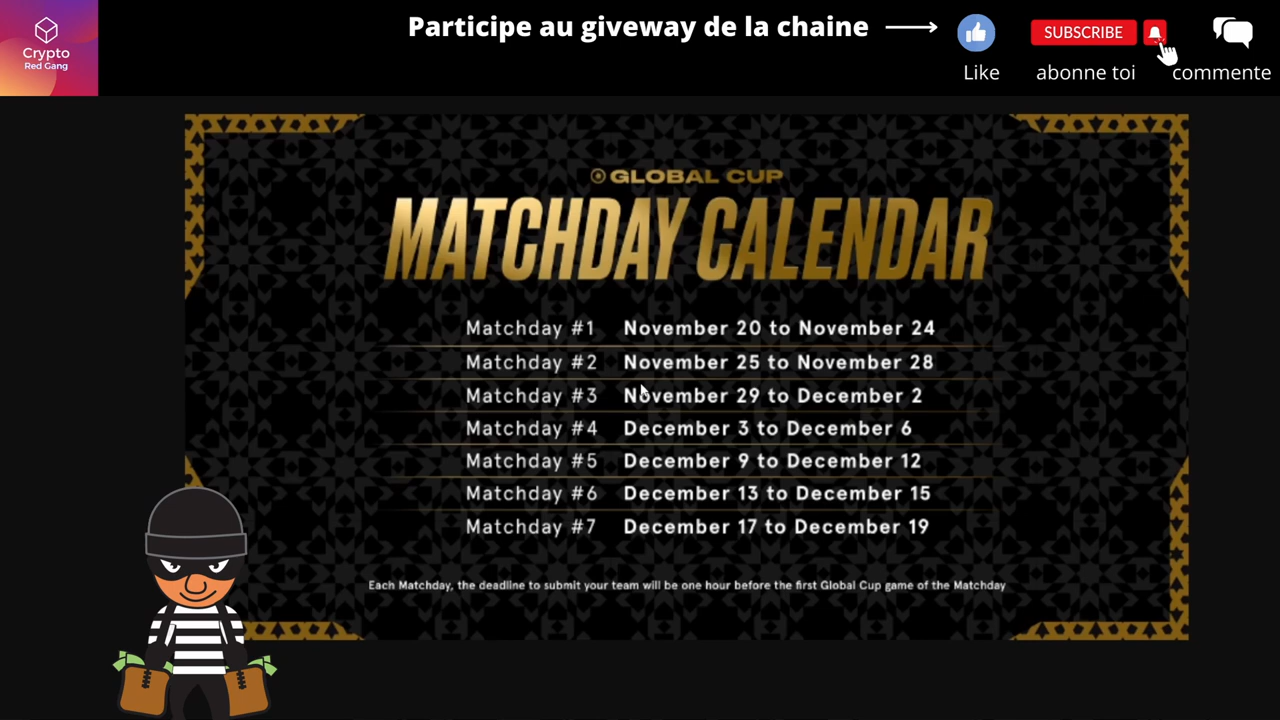 Crypto
Red Gang
Participe au giveway de la chaine
SUBSCRIBE
Like
abonne toi
commente
GLOBAL CUP
MATCHDAY CALENDAR
Matchday #1 November 20 to November 24
Matchday #2 November 25 to November 28
Matchday #3 November 29 to December 2
Matchday #4 December 3 to December 6
Matchday #5 December 9 to December 12
Matchday #6 December 13 to December 15
Matchday #7 December 17 to December 19
Each Matchday, the deadline to submit your team will be one hour before the first Global Cup game of the Matchday